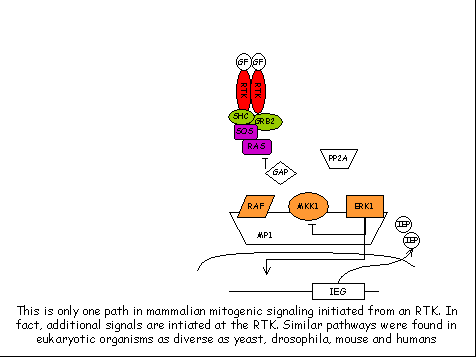 GF GF
RTK RTK
SHC GRB2
SOS
RAS
PP2A
GAP
RAF MKK1 ERK1
IEP
MP1
IEP
IEG
This is only one path in mammalian mitogenic signaling initiated from an RTK. In
fact, additional signals are intiated at the RTK. Similar pathways were found in
eukaryotic organisms as diverse as yeast, drosophila, mouse and humans